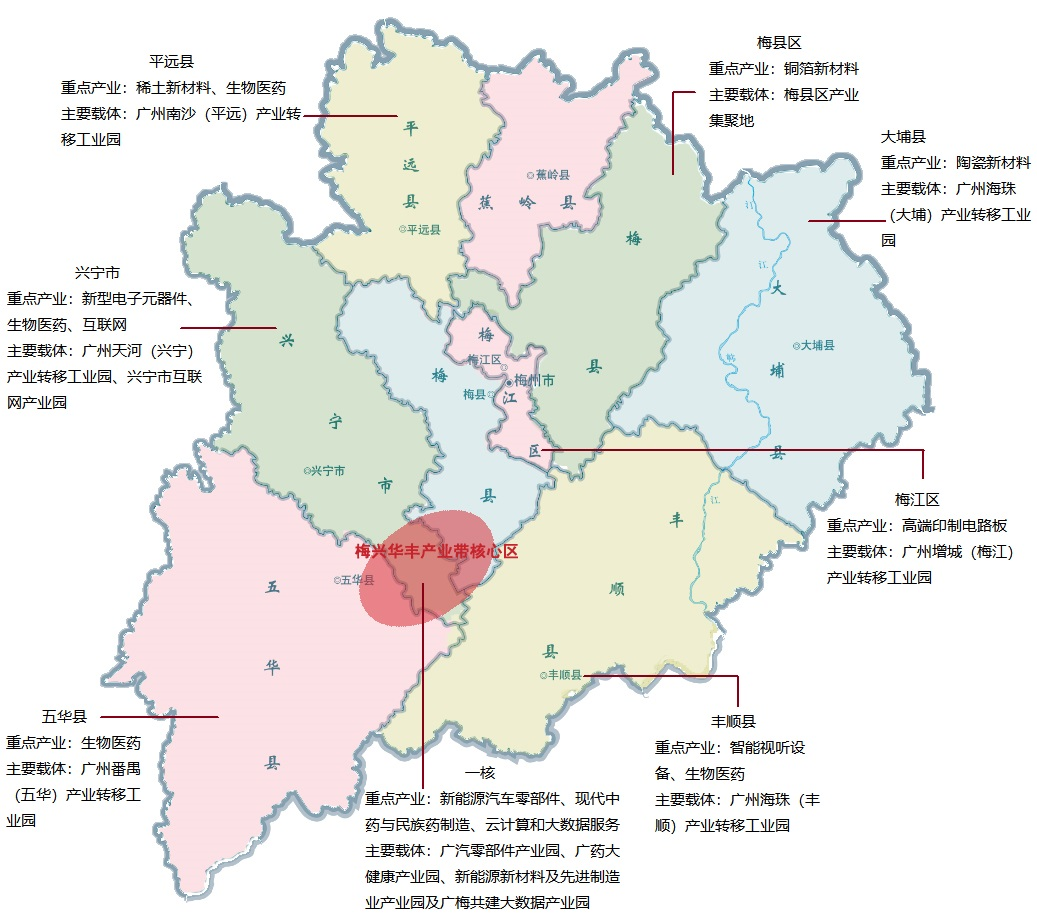 平远县
重点产业：稀土新材料、生物医药
主要载体：广州南沙（平远）产业转
移工业园
梅县区
重点产业：铜箔新材料
主要载体：梅县区产业
集聚地
大埔县
重点产业：陶瓷新材料
主要载体：广州海珠
（大埔）产业转移工业
园
兴宁市
重点产业：新型电子元器件、
生物医药、互联网
主要载体：广州天河（兴宁）
产业转移工业园、兴宁市互联
网产业园
梅江区
重点产业：高端印制电路板
主要载体：广州增城（梅江）
产业转移工业园
五华县
重点产业：生物医药
主要载体：广州番禺
（五华）产业转移工
业园
丰顺县
重点产业：智能视听设
备、生物医药
主要载体：广州海珠（丰
顺）产业转移工业园
一核
重点产业：新能源汽车零部件、现代中
药与民族药制造、云计算和大数据服务
主要载体：广汽零部件产业园、广药大
健康产业园、新能源新材料及先进制造
业产业园及广梅共建大数据产业园
平远县
平远县
蕉岭县
蕉岭县
梅县
梅江区
梅江区
梅州市
梅县
梅县
大埔县
大埔县
汀江
韩江
兴宁市
兴宁市
梅兴华丰产业带核心区
五华县
五华县
丰顺县
丰顺县